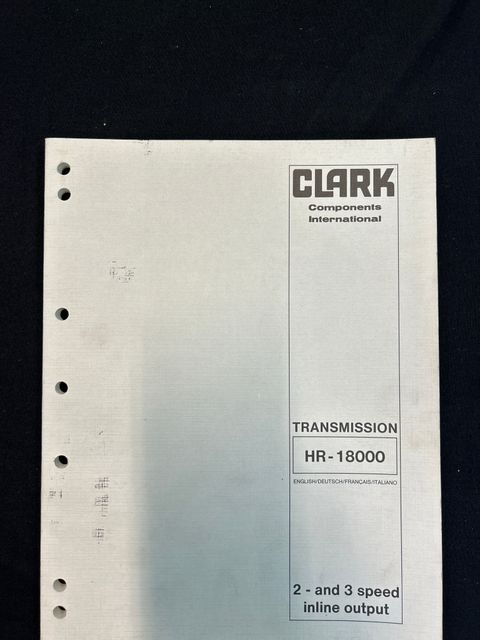 CLARK
Components
International
TRANSMISSION
HR-18000
ENGLISH/DEUTSCH/FRANÇAIS/ITALIANO
2 - and 3 speed
inline output